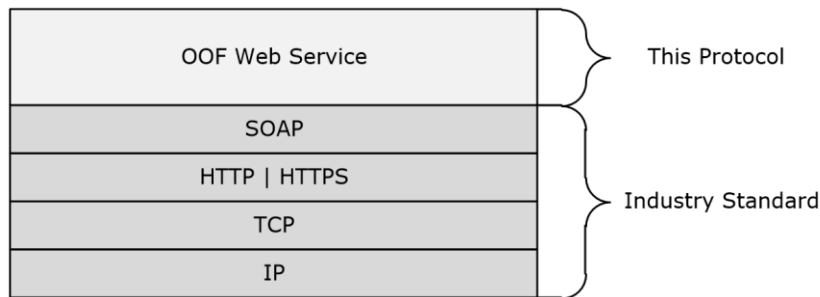 OOF Web Service
This Protocol
SOAP
HTTP | HTTPS
TCP
IP
Industry Standard